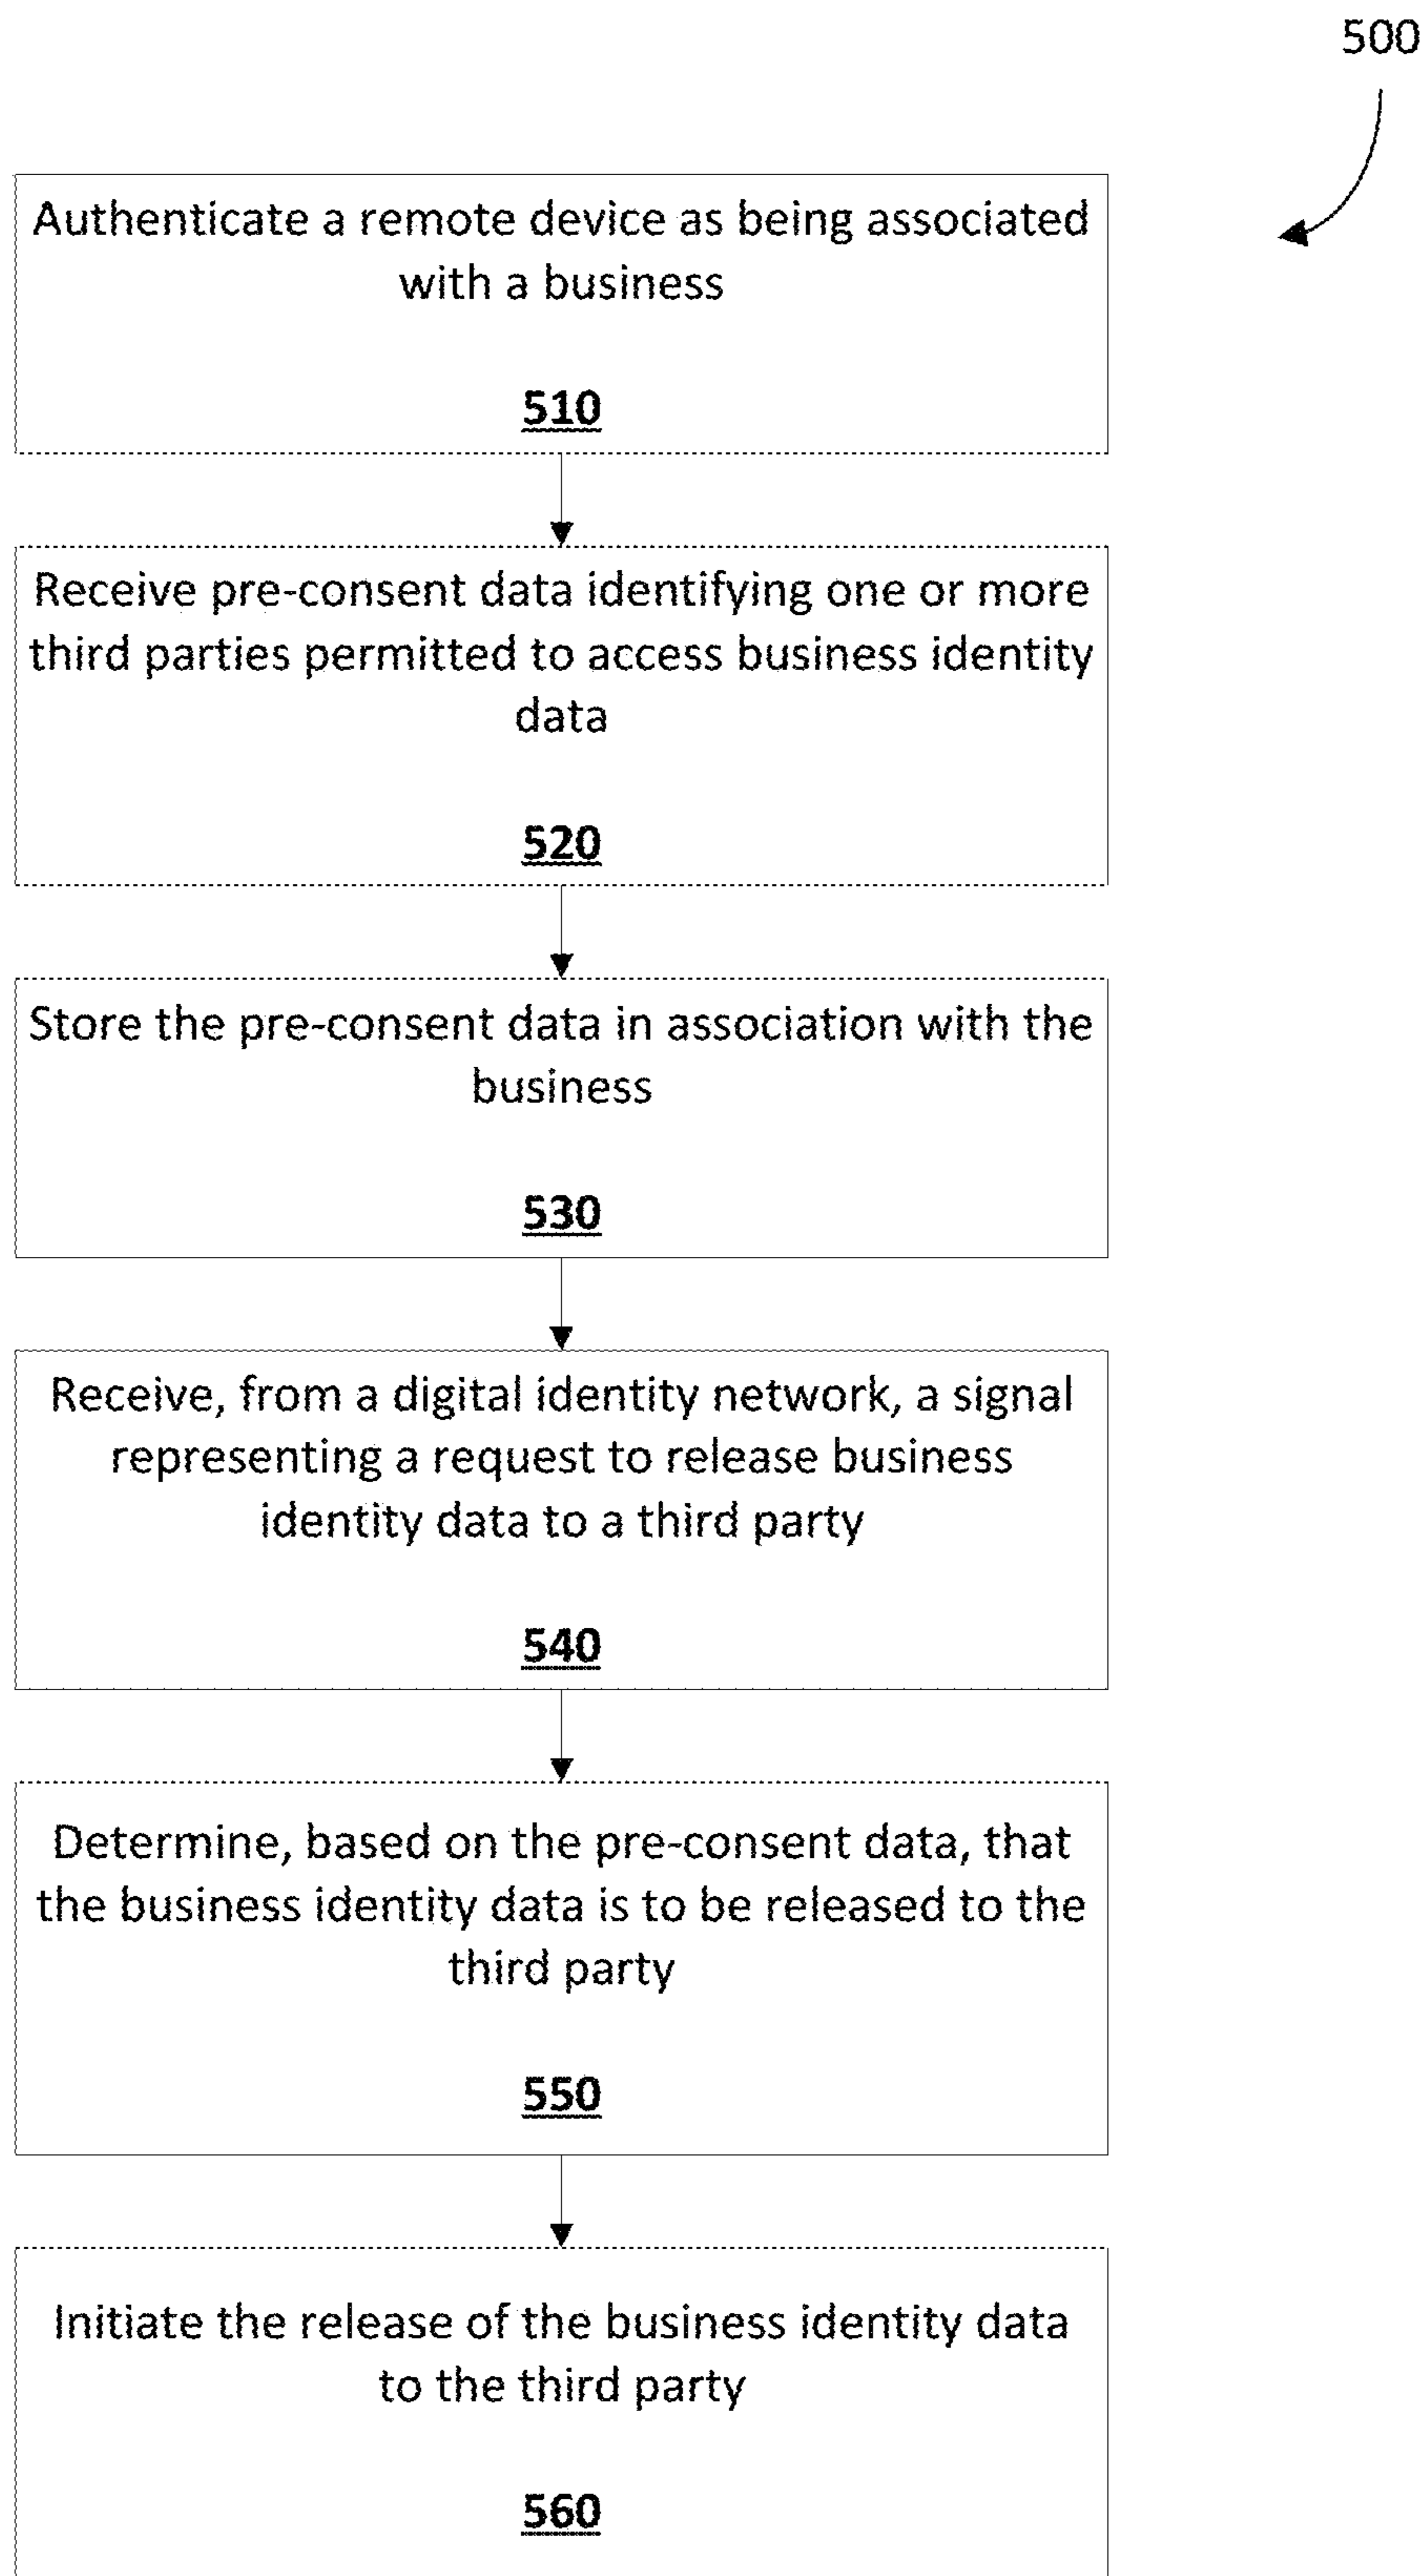 500
Authenticate a remote device as being associated
with a business
510
Receive pre-consent data identifying one or more
third parties permitted to access business identity
data
520
Store the pre-consent data in association with the
business
530
Receive, from a digital identity network, a signal
representing a request to release business
identity data to a third party
540
Determine, based on the pre-consent data, that
the business identity data is to be released to the
third party
550
Initiate the release of the business identity data
to the third party
560